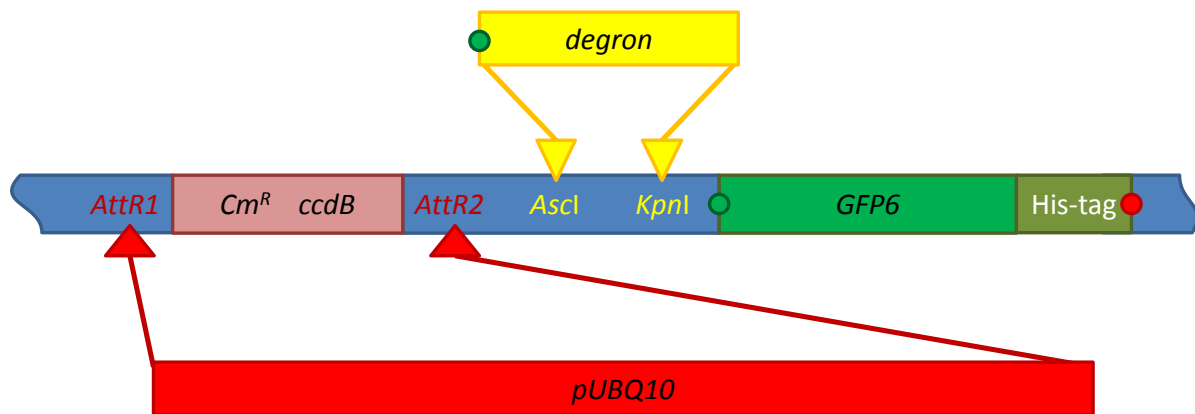 degron
AttR1 Cm^R ccdB AttR2 AscI KpnI GFP6 His-tag
pUBQ10